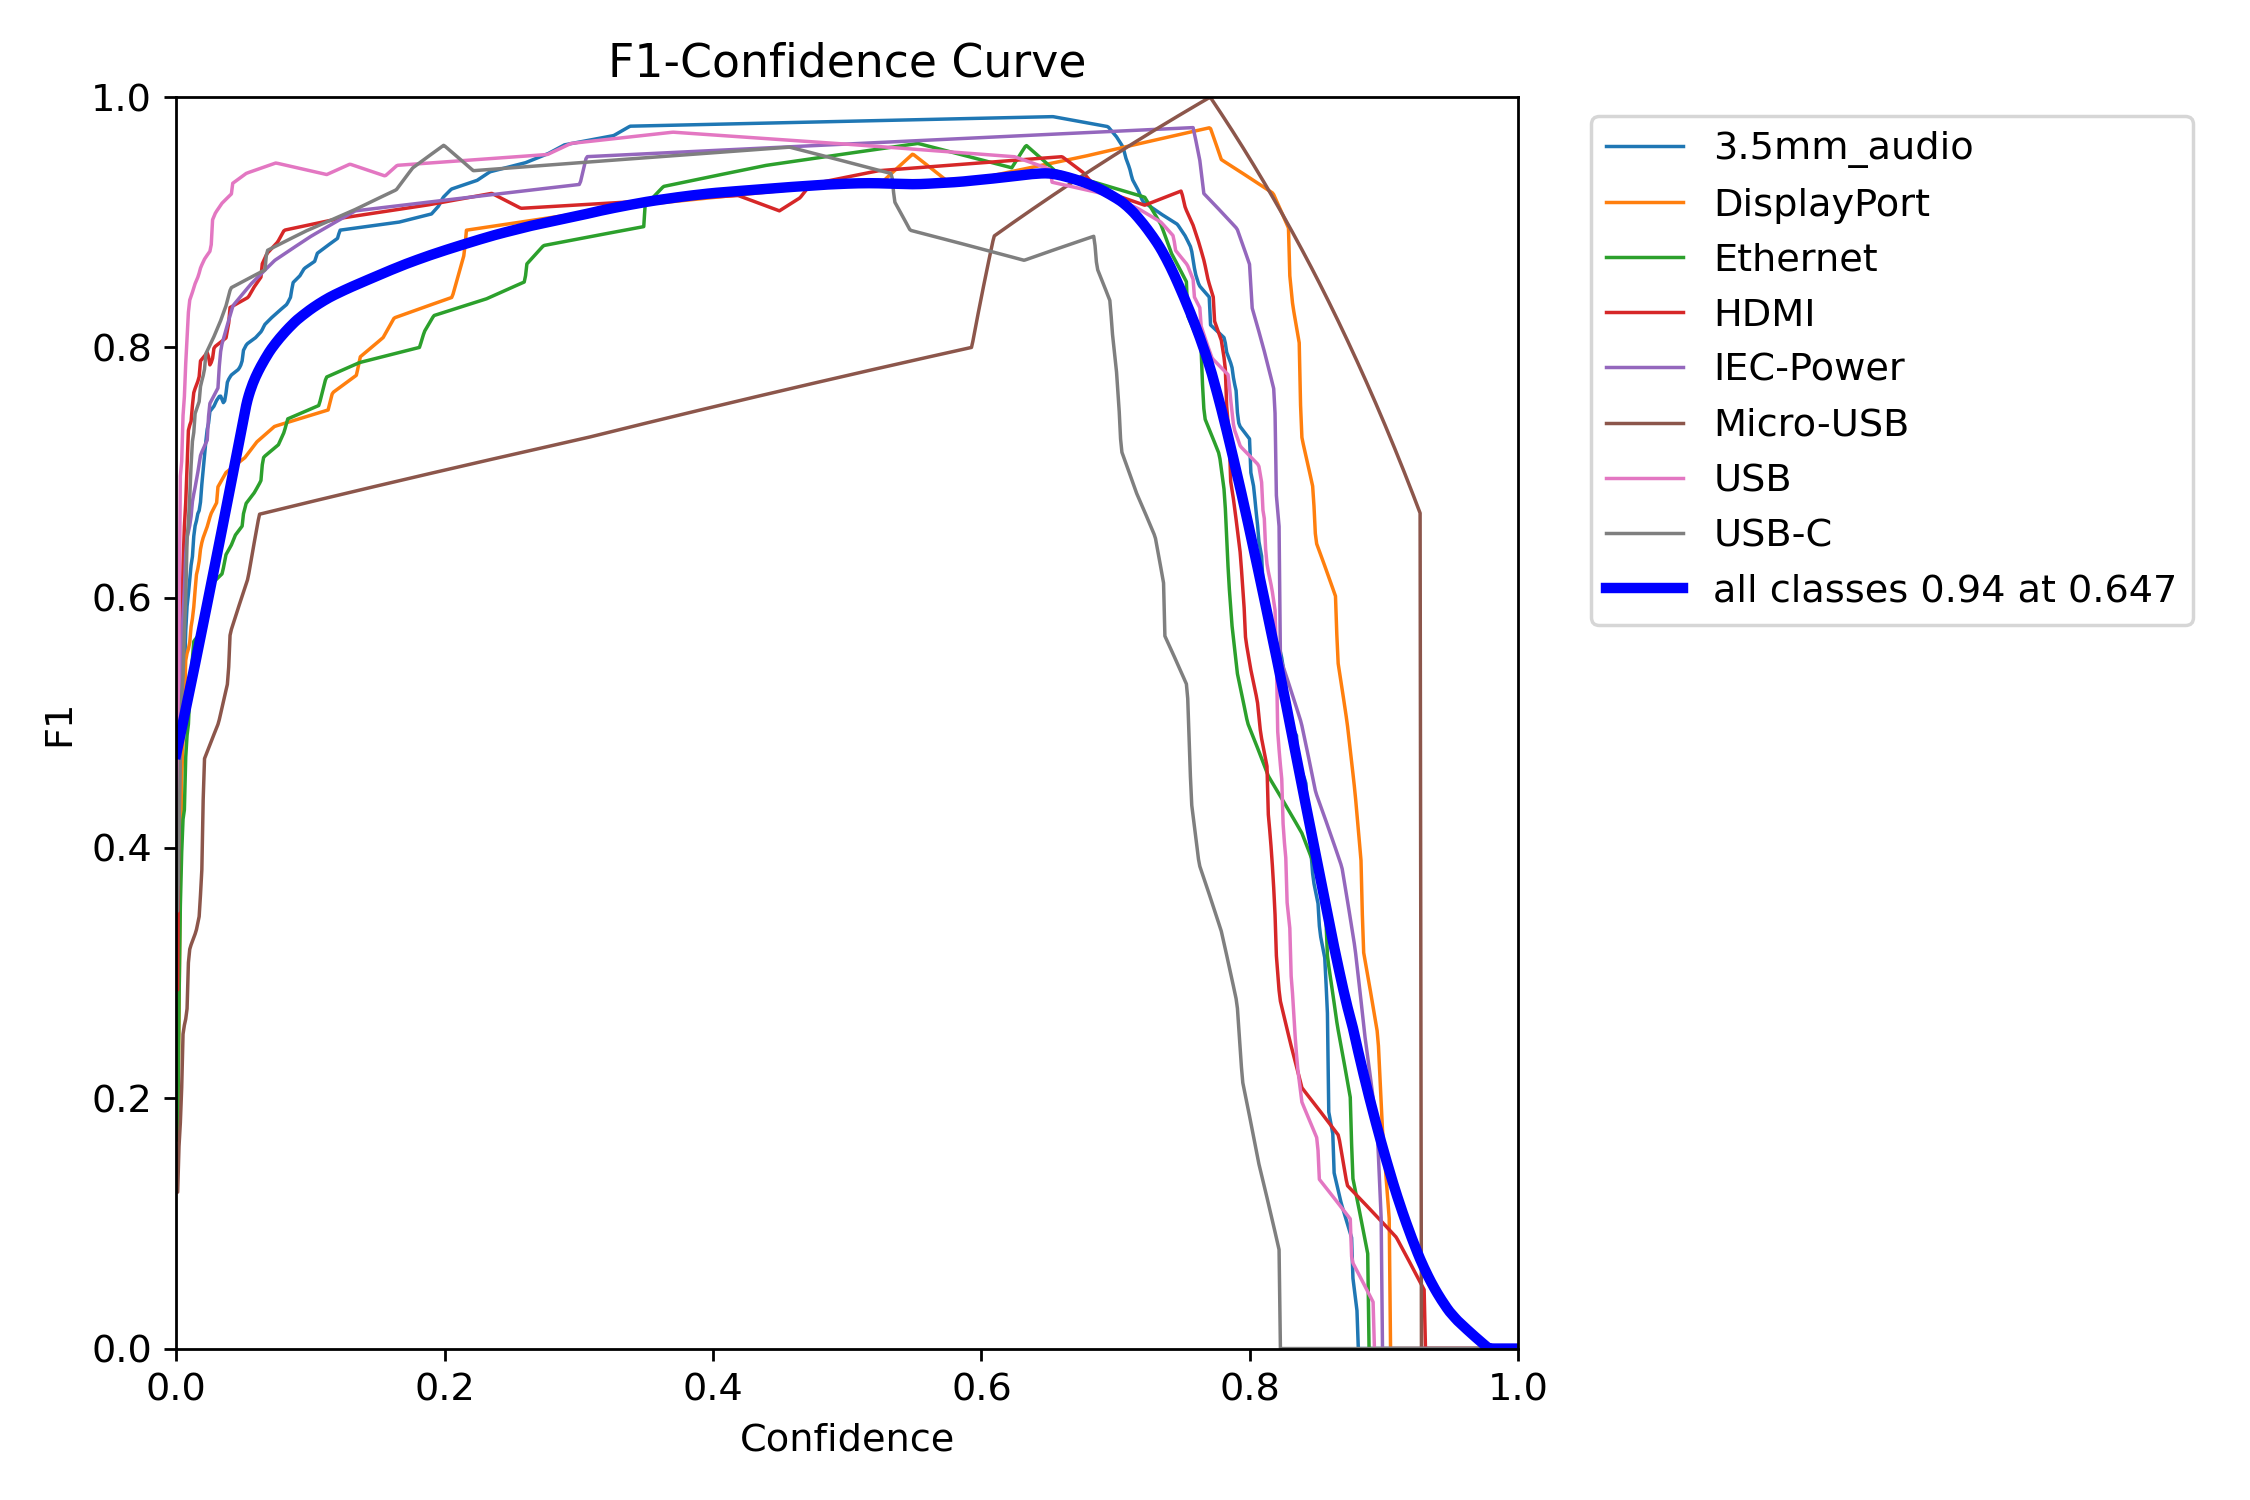 F1-Confidence Curve
1.0
0.8
0.6
0.4
0.2
0.0
F1
0.0 0.2 0.4 0.6 0.8 1.0
Confidence
3.5mm_audio
DisplayPort
Ethernet
HDMI
IEC-Power
Micro-USB
USB
USB-C
all classes 0.94 at 0.647